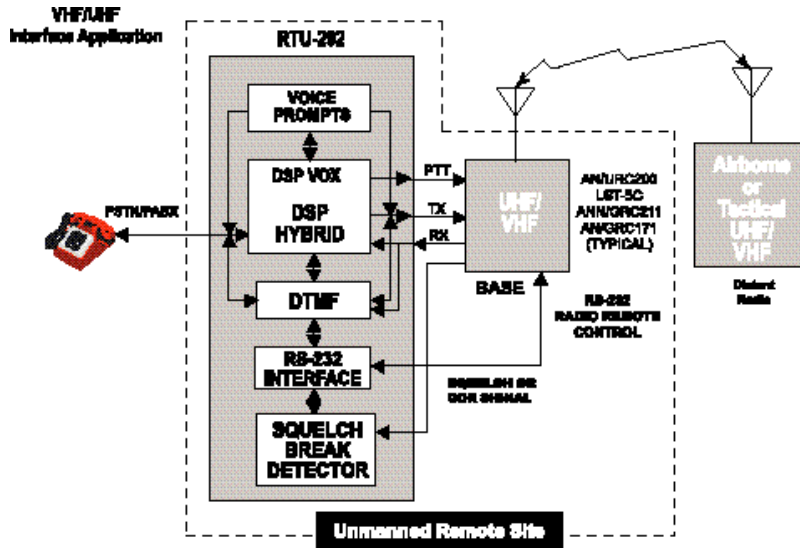 VHF/UHF
Interface Application
RTU-282
VOICE
PROMPTS
DSP VOX
DSP
HYBRID
DTMF
RS-232
INTERFACE
SQUELCH
BREAK
DETECTOR
PSTN/PABX
PTT
TX
RX
UHF/
VHF
BASE
AN/URC200
LST-5C
ANN/GRC211
AN/GRC171
(TYPICAL)
RS-232
RADIO REMOTE
CONTROL
SQUELCH OR
COR SIGNAL
Airborne
or
Tactical
UHF/
VHF
Distant
Radio
Unmanned Remote Site